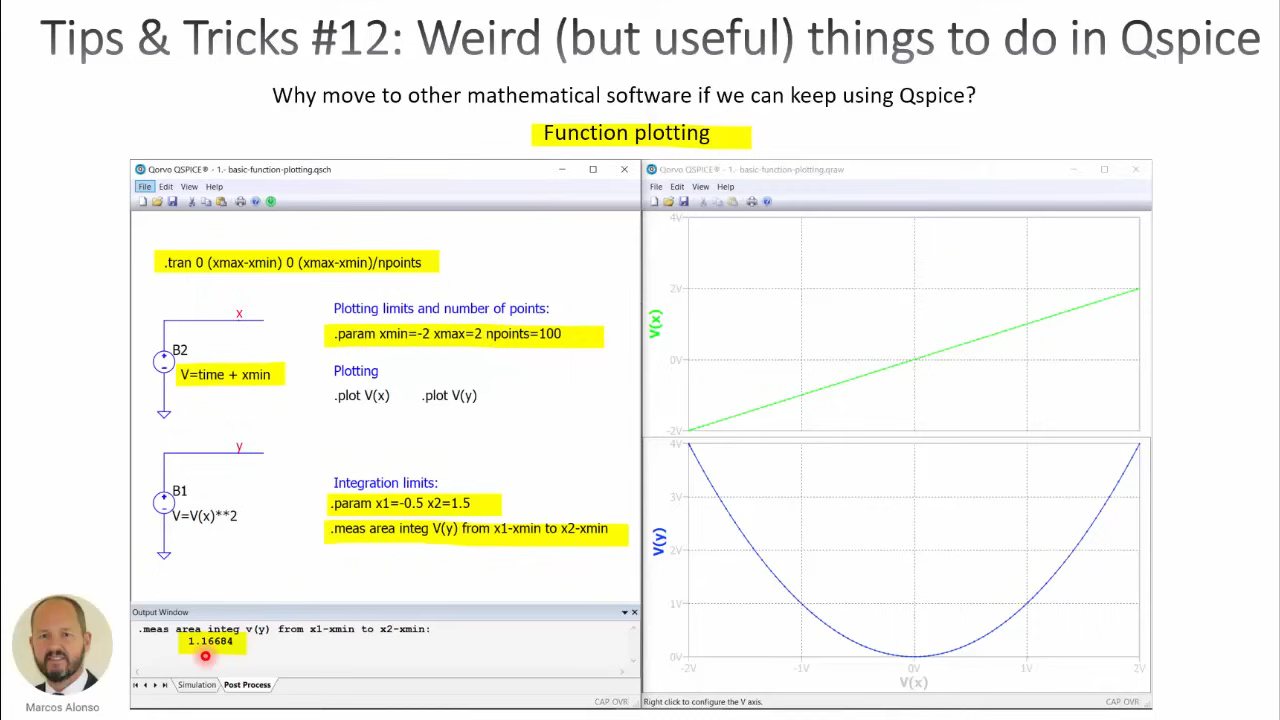 Tips & Tricks #12: Weird (but useful) things to do in Qspice
Why move to other mathematical software if we can keep using Qspice?
Function plotting
Qorvo QSPICE® - 1.- basic-function-plotting.qsch
File Edit View Help
.tran 0 (xmax-xmin) 0 (xmax-xmin)/npoints
x
B2
V=time + xmin
Plotting limits and number of points:
.param xmin=-2 xmax=2 npoints=100
Plotting
.plot V(x) .plot V(y)
y
B1
V=V(x)**2
Integration limits:
.param x1=-0.5 x2=1.5
.meas area integ V(y) from x1-xmin to x2-xmin
Output Window
.meas area integ v(y) from x1-xmin to x2-xmin:
1.16684
Simulation Post Process
CAP OVR
Qorvo QSPICE® - 1.- basic-function-plotting.qraw
File Edit View Help
4V
2V
0V
-2V
V(x)
4V
3V
2V
1V
0V
V(y)
-2V -1V 0V 1V 2V
V(x)
Right click to configure the V axis.
CAP OVR
Marcos Alonso